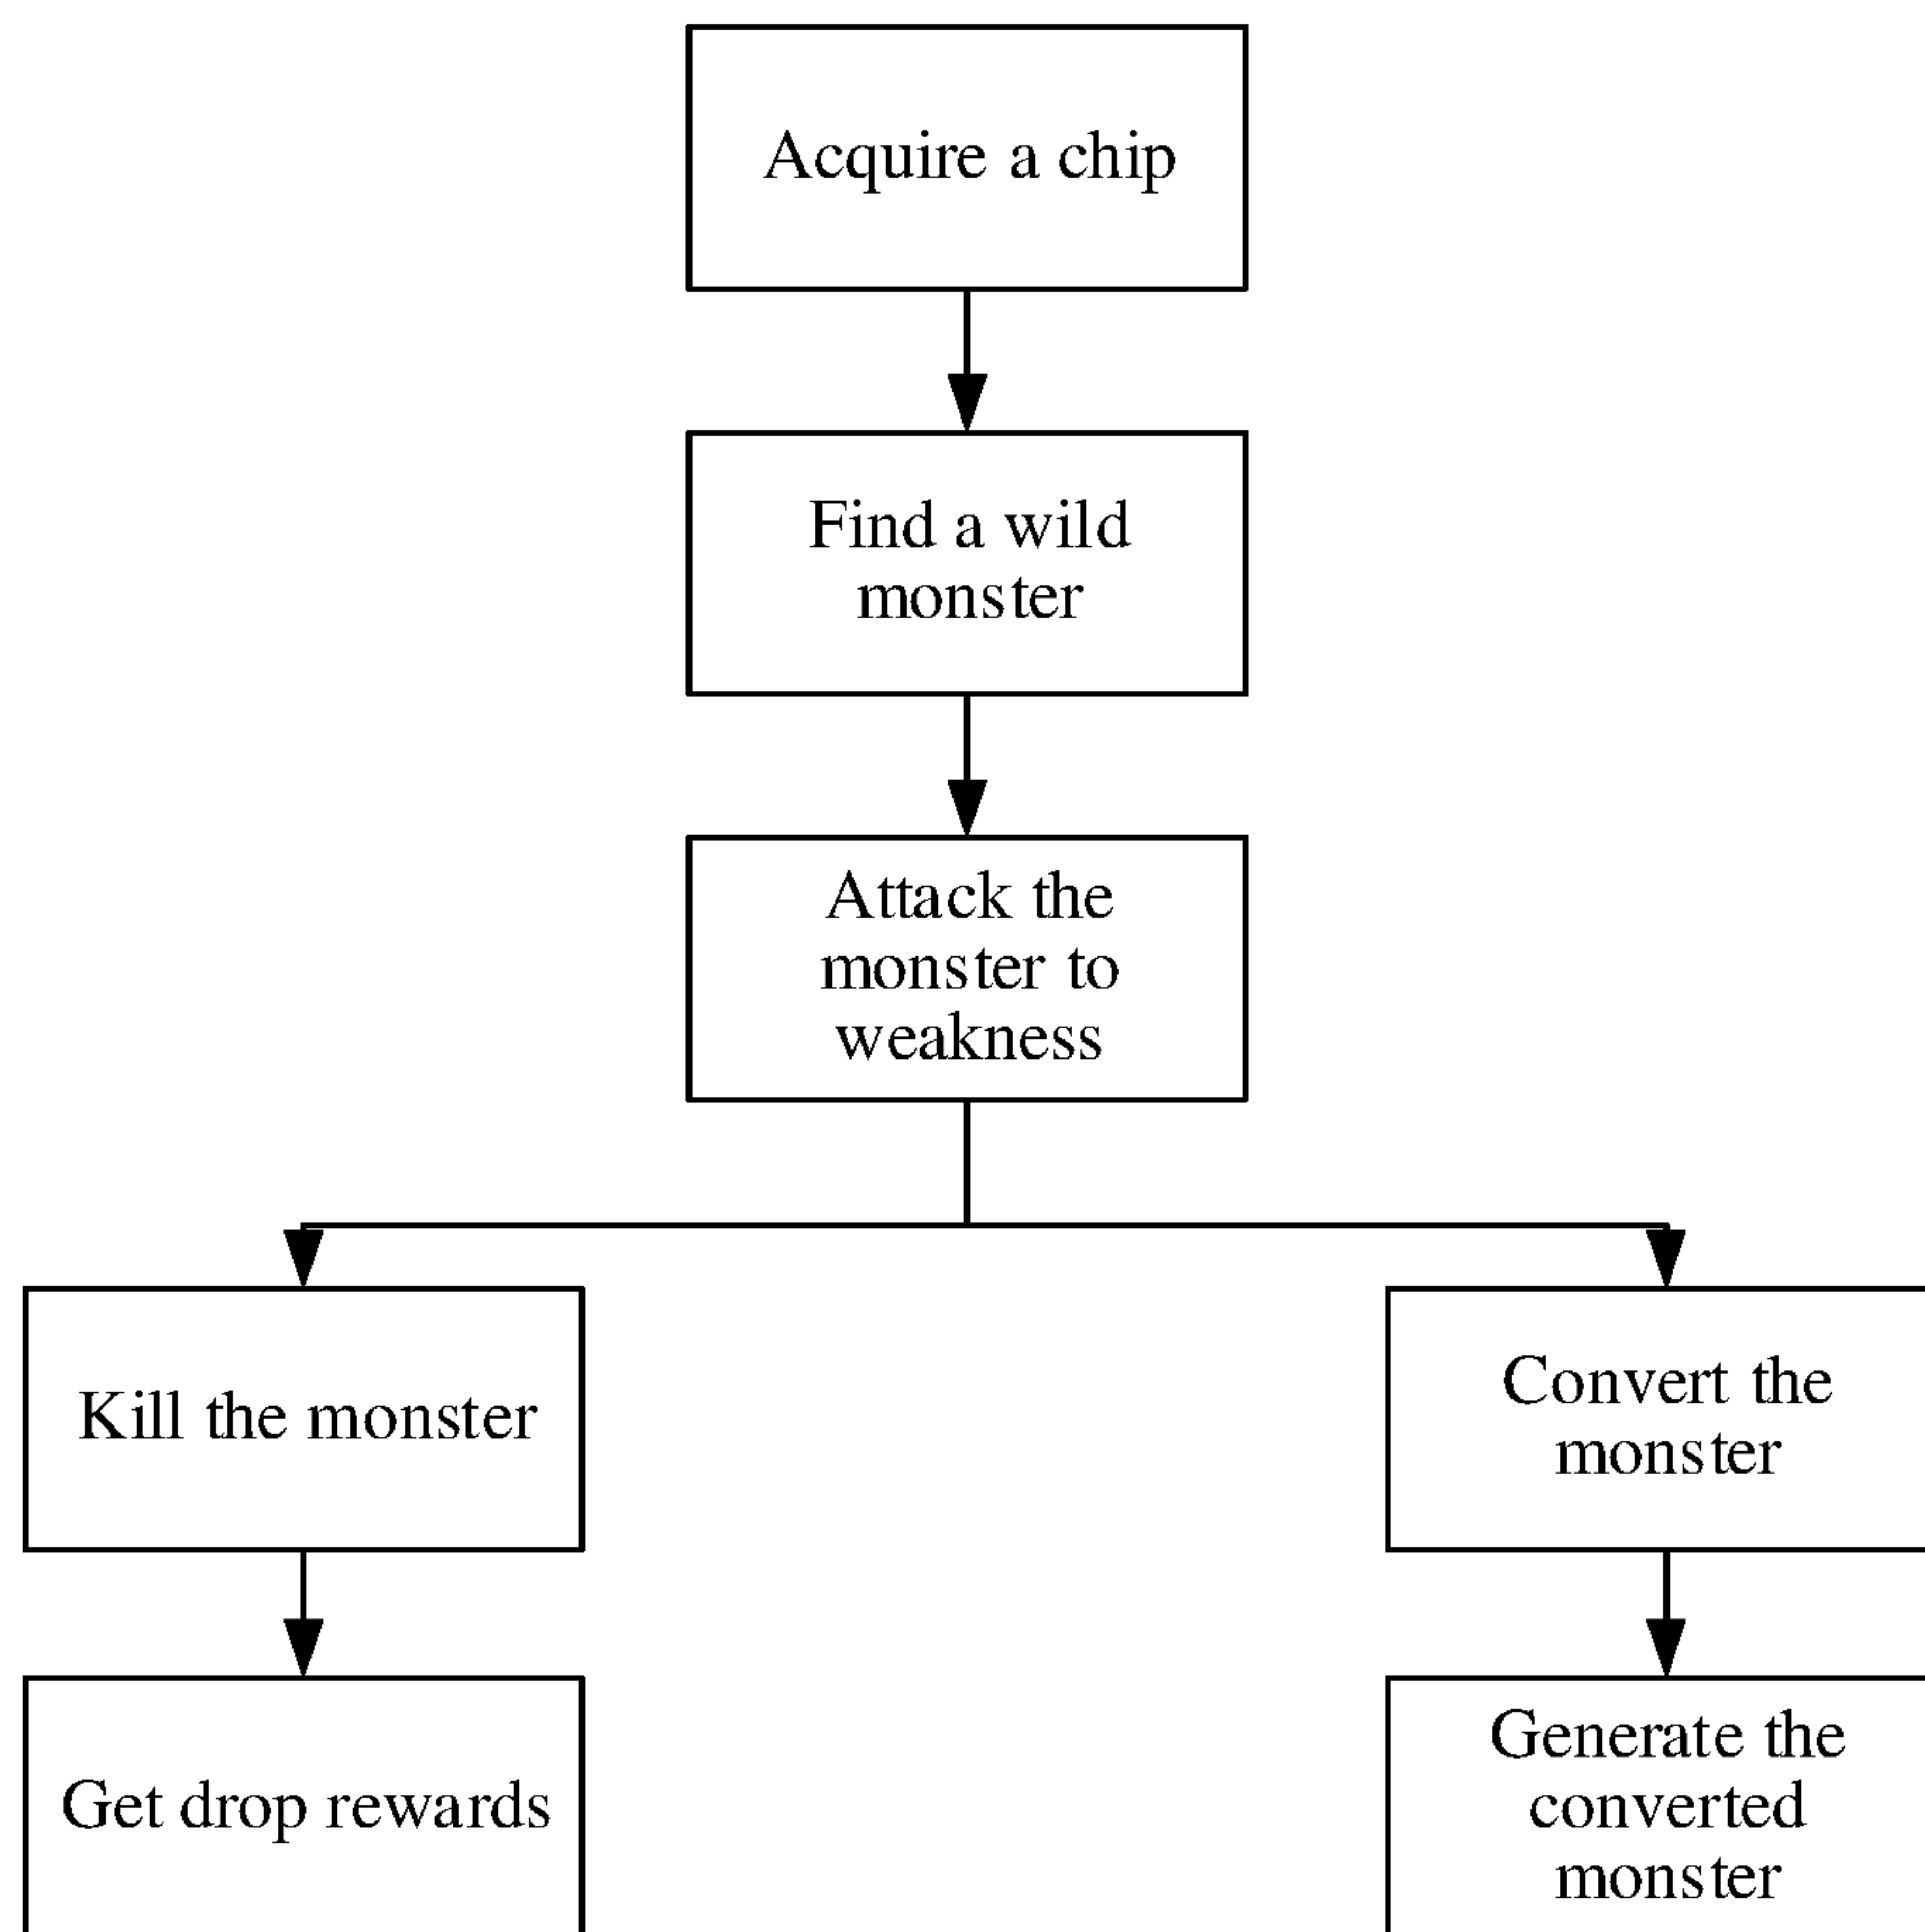 Acquire a chip
Find a wild
monster
Attack the
monster to
weakness
Kill the monster
Convert the
monster
Get drop rewards
Generate the
converted
monster